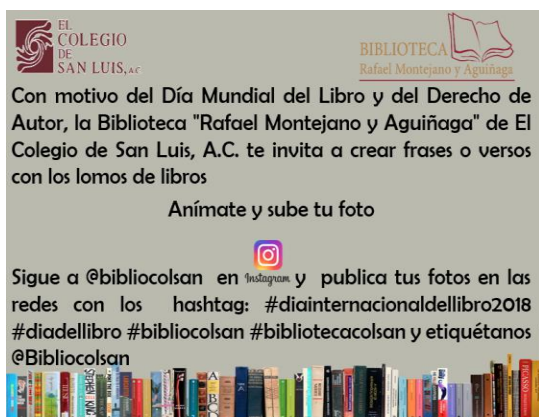 EL
COLEGIO
DE
SAN LUIS, A.C.
BIBLIOTECA
Rafael Montejano y Aguiñaga
Con motivo del Día Mundial del Libro y del Derecho de
Autor, la Biblioteca "Rafael Montejano y Aguiñaga" de El
Colegio de San Luis, A.C. te invita a crear frases o versos
con los lomos de libros
Anímate y sube tu foto
Sigue a @bibliocolsan en Instagram y publica tus fotos en las
redes con los hashtag: #diainternacionaldellibro2018
#diadellibro #bibliocolsan #bibliotecacolsan y etiquétanos
@Bibliocolsan
PICASSO